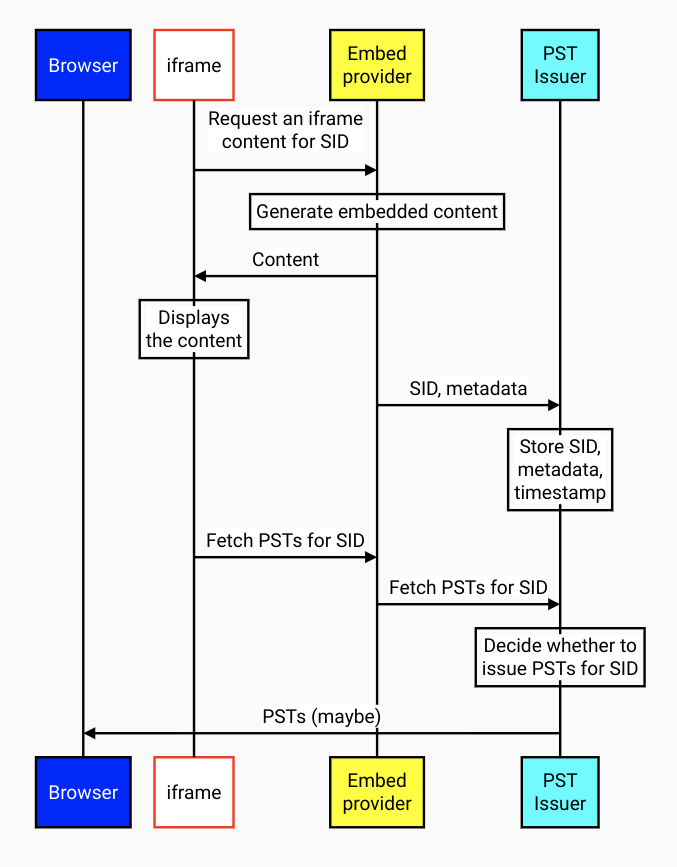 Browser
iframe
Embed
provider
PST
Issuer
Request an iframe
content for SID
Generate embedded content
Content
Displays
the content
SID, metadata
Store SID,
metadata,
timestamp
Fetch PSTs for SID
Fetch PSTs for SID
Decide whether to
issue PSTs for SID
PSTs (maybe)
Browser
iframe
Embed
provider
PST
Issuer